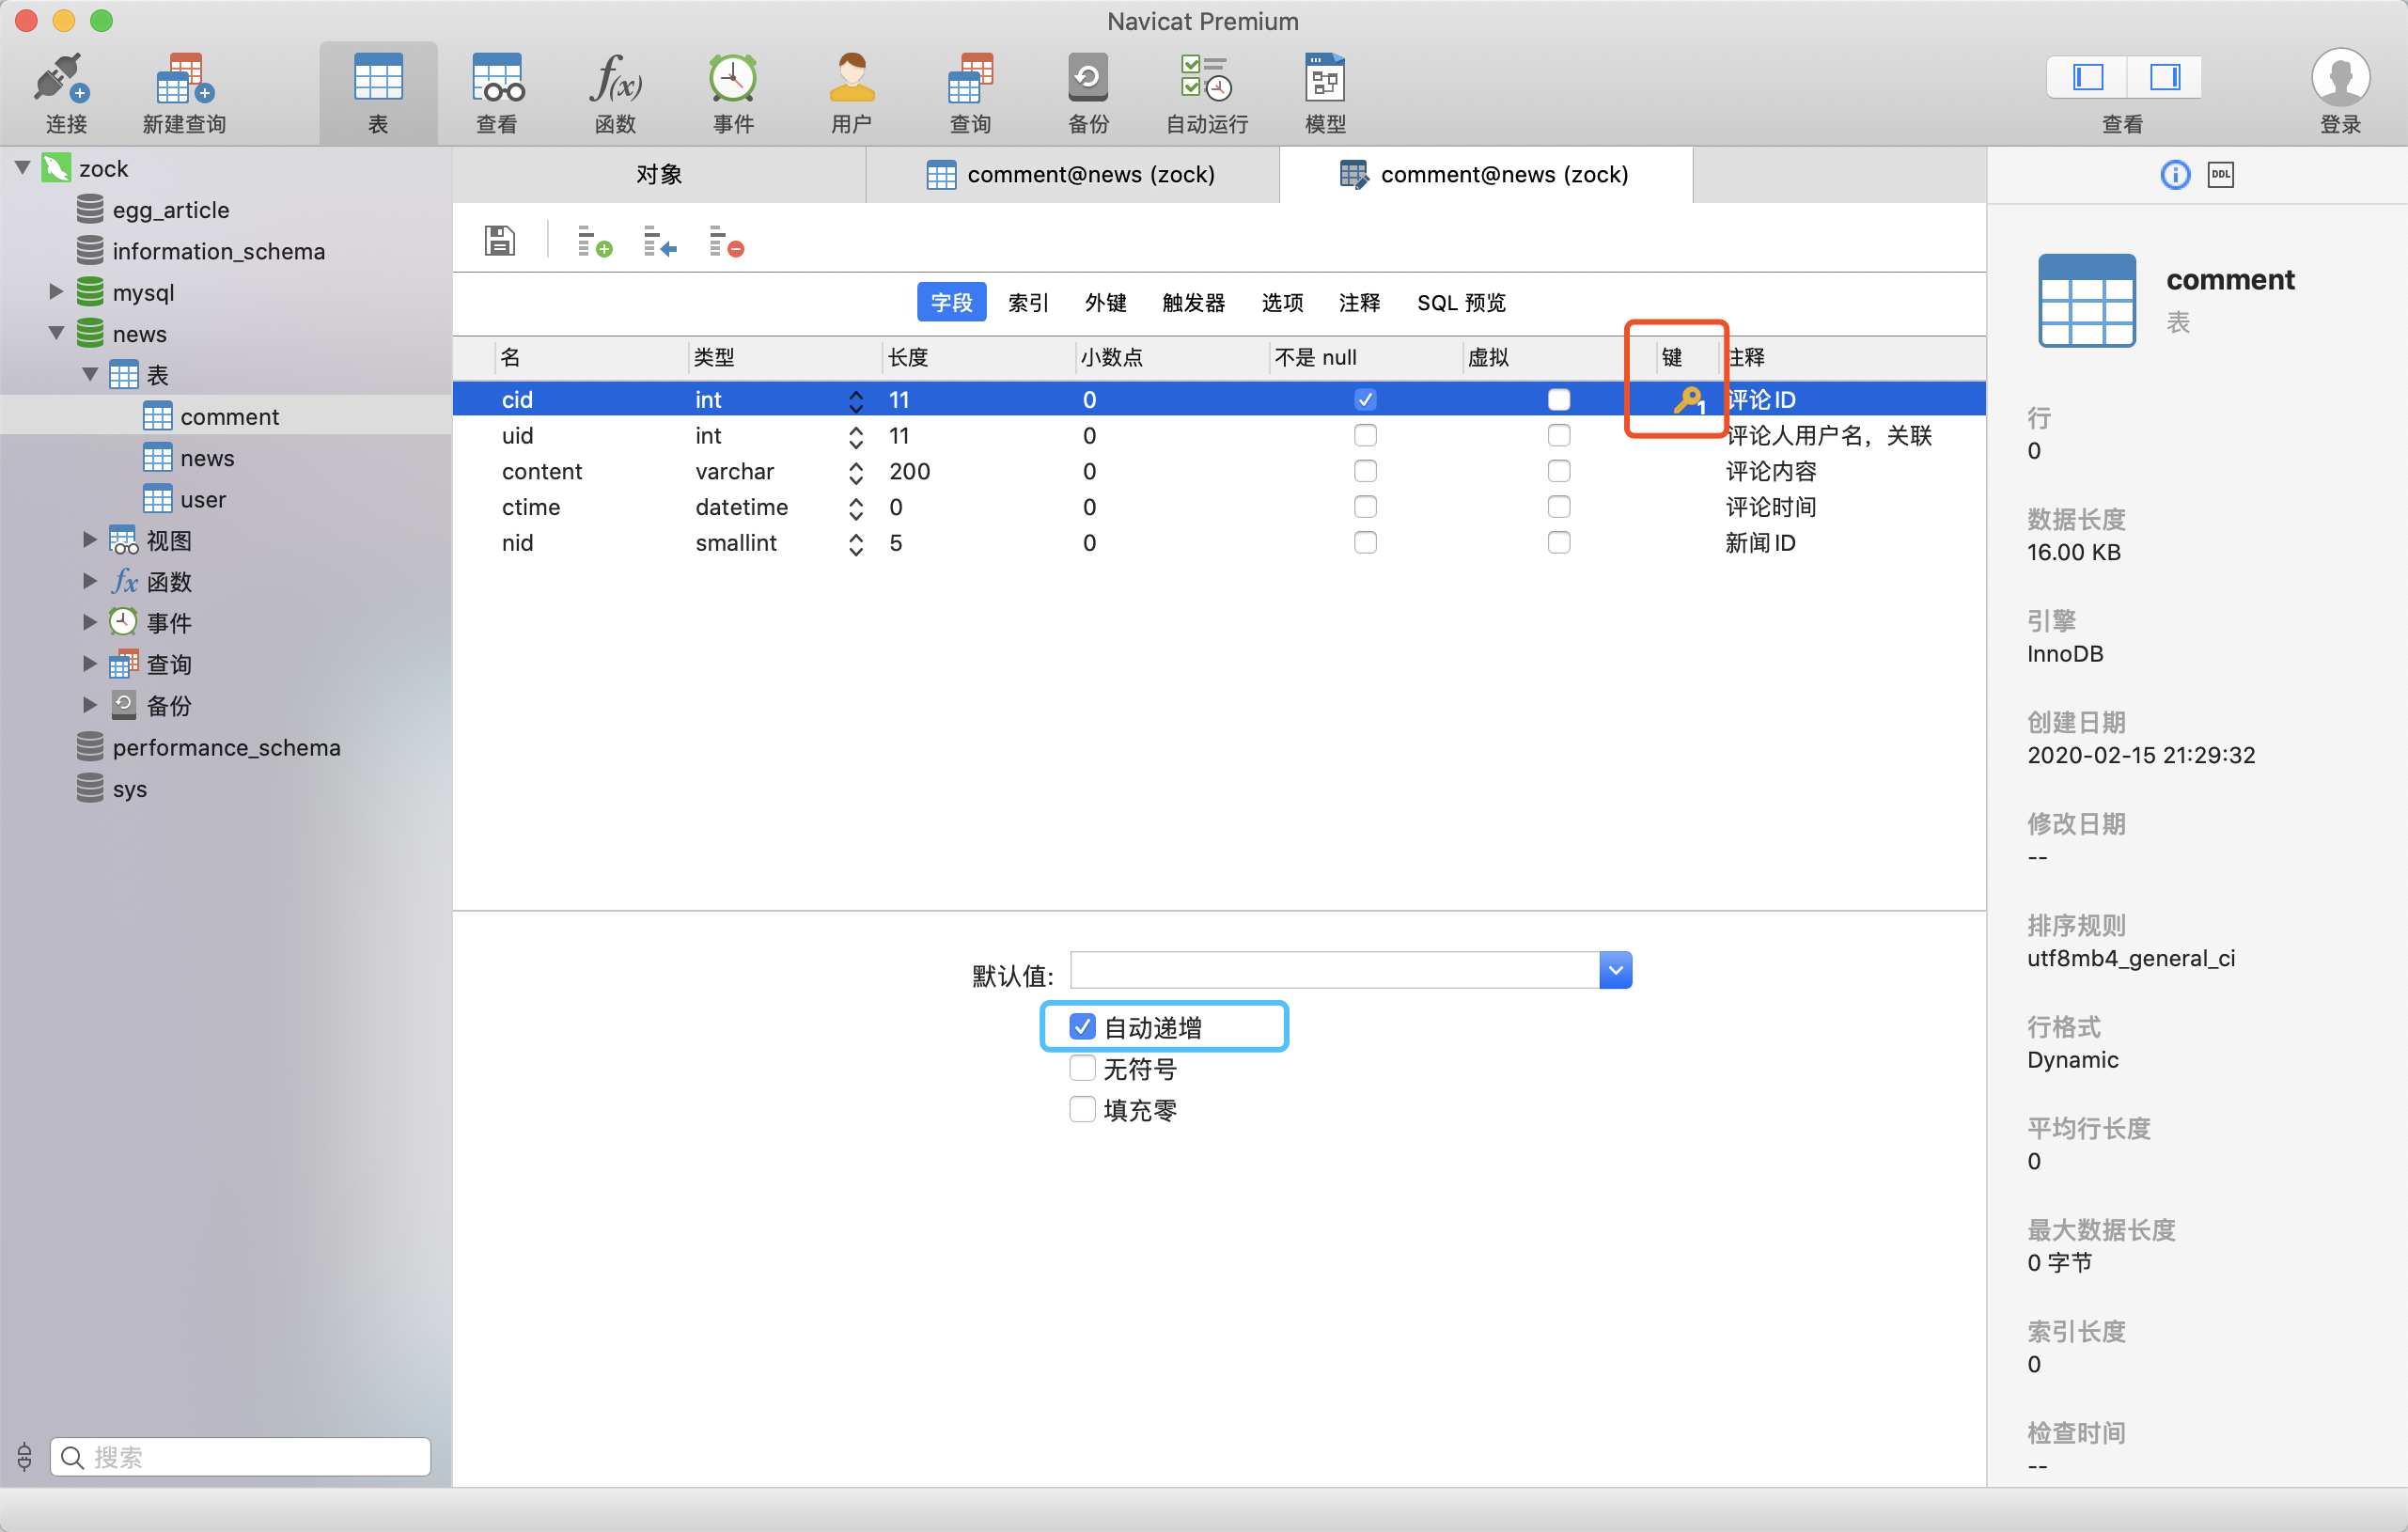 Navicat Premium
连接
新建查询
表
查看
函数
事件
用户
查询
备份
自动运行
模型
查看
登录
zock
egg_article
information_schema
mysql
news
表
comment
news
user
视图
函数
事件
查询
备份
performance_schema
sys
搜索
对象
comment@news (zock)
comment@news (zock)
字段 索引 外键 触发器 选项 注释 SQL 预览
名 类型 长度 小数点 不是 null 虚拟 键 注释
cid int 11 0 1 评论ID
uid int 11 0 评论人用户名，关联
content varchar 200 0 评论内容
ctime datetime 0 0 评论时间
nid smallint 5 0 新闻ID
默认值:
自动递增
无符号
填充零
DDL
comment
表
行
0
数据长度
16.00 KB
引擎
InnoDB
创建日期
2020-02-15 21:29:32
修改日期
--
排序规则
utf8mb4_general_ci
行格式
Dynamic
平均行长度
0
最大数据长度
0 字节
索引长度
0
检查时间
--